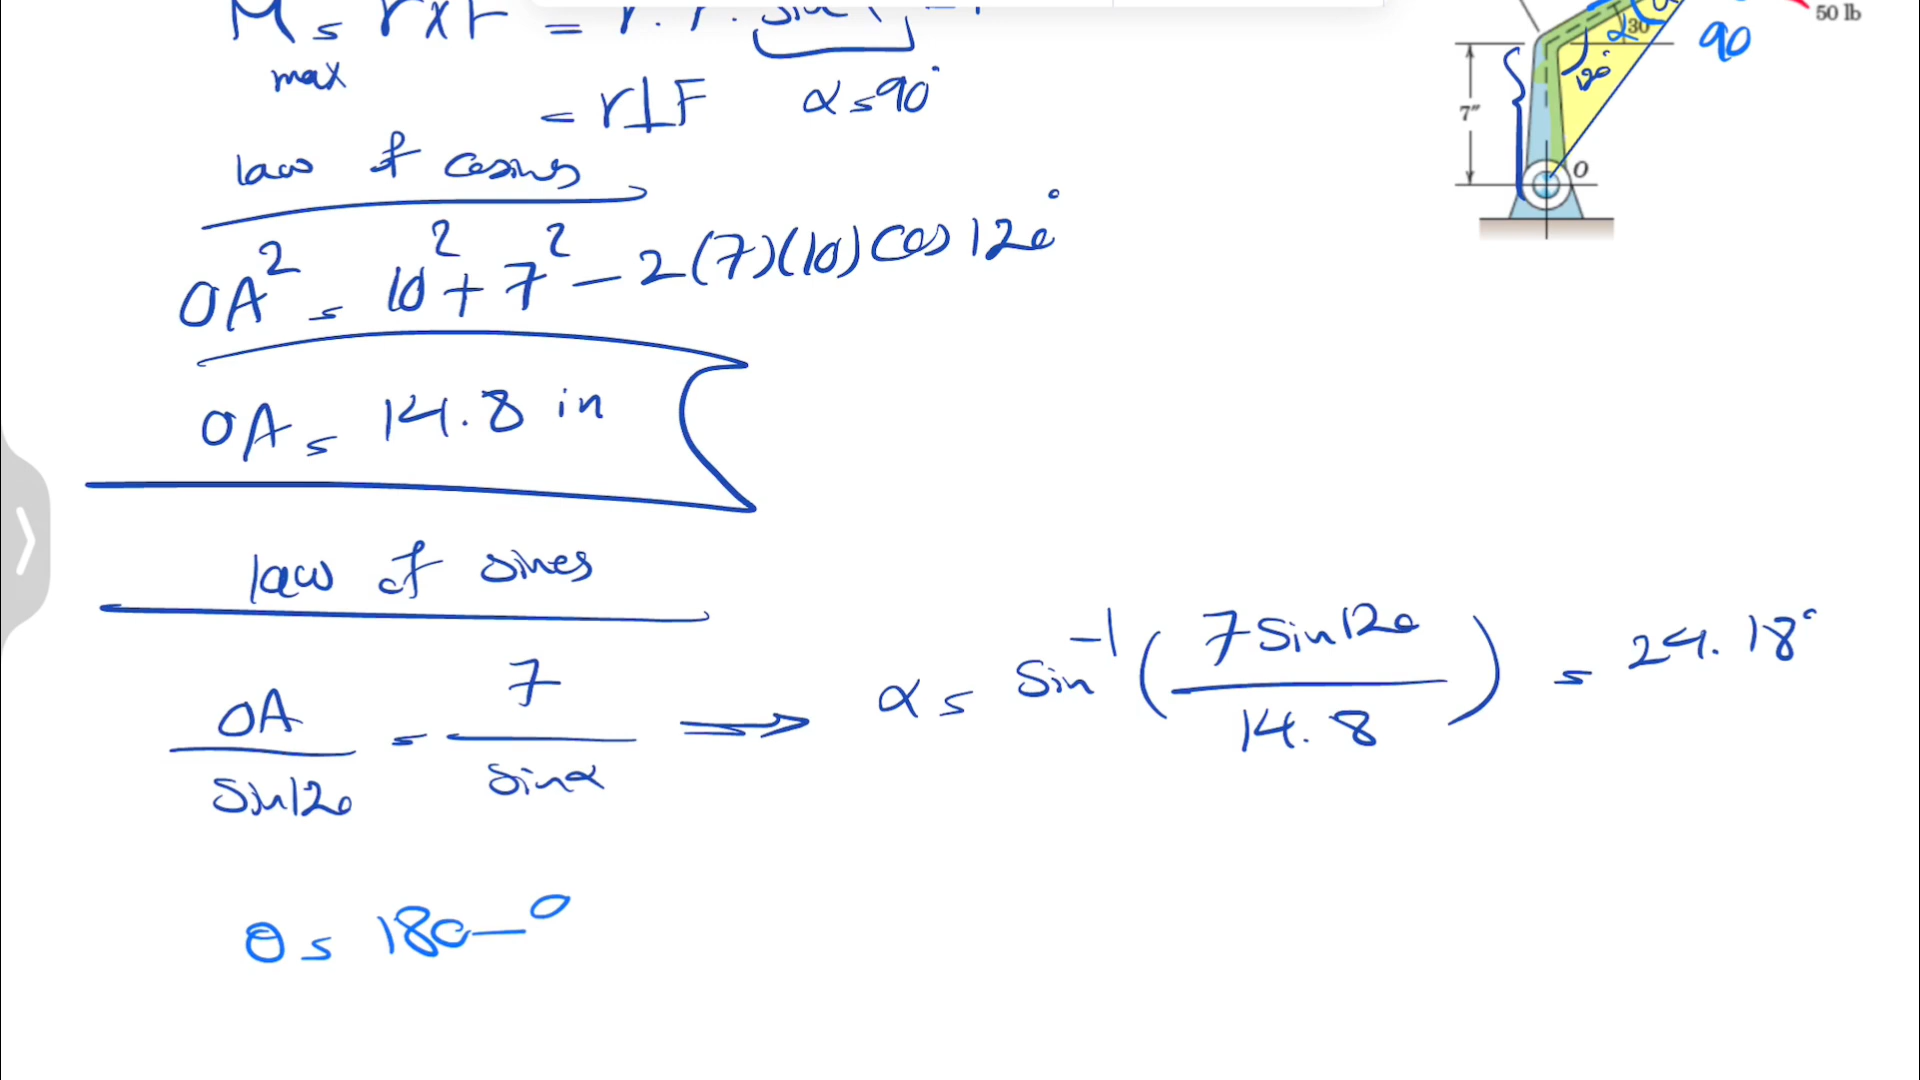 M = r x F = r . F . sin
max
= r⊥F α = 90°
law of cosines
OA² = 10² + 7² - 2(7)(10) cos 120°
OA = 14.8 in
law of sines
OA / sin120 = 7 / sinα ⟹ α = sin⁻¹ ( 7 sin120 / 14.8 ) = 24.18°
θ = 180 -
50 lb
30
α
90
120°
7"
O